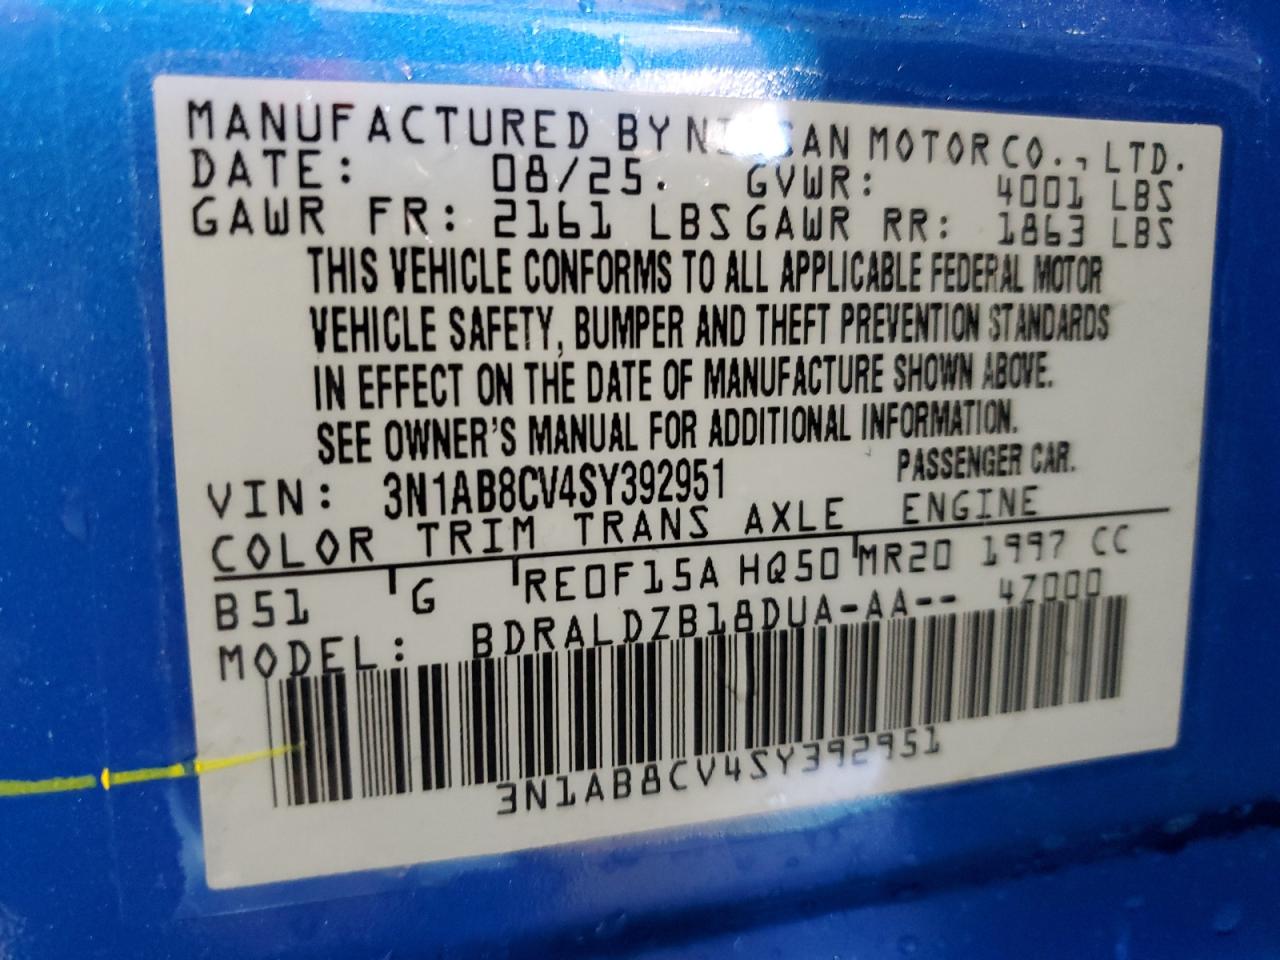 MANUFACTURED BY NISSAN MOTOR CO., LTD.
DATE: 08/25. GVWR: 4001 LBS
GAWR FR: 2161 LBS GAWR RR: 1863 LBS
THIS VEHICLE CONFORMS TO ALL APPLICABLE FEDERAL MOTOR
VEHICLE SAFETY, BUMPER AND THEFT PREVENTION STANDARDS
IN EFFECT ON THE DATE OF MANUFACTURE SHOWN ABOVE.
SEE OWNER'S MANUAL FOR ADDITIONAL INFORMATION.
VIN: 3N1AB8CV4SY392951 PASSENGER CAR.
COLOR TRIM TRANS AXLE ENGINE
B51 G RE0F15A HQ50 MR20 1997 CC
MODEL: BDRALDZB18DUA-AA-- 4Z000
3N1AB8CV4SY392951